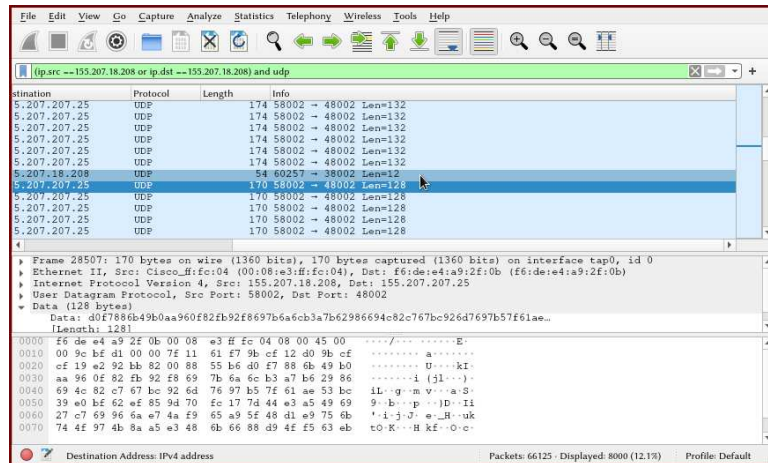 File Edit View Go Capture Analyze Statistics Telephony Wireless Tools Help
(ip.src ==155.207.18.208 or ip.dst ==155.207.18.208) and udp
stination Protocol Length Info
5.207.207.25 UDP 174 58002 → 48002 Len=132
5.207.207.25 UDP 174 58002 → 48002 Len=132
5.207.207.25 UDP 174 58002 → 48002 Len=132
5.207.207.25 UDP 174 58002 → 48002 Len=132
5.207.207.25 UDP 174 58002 → 48002 Len=132
5.207.207.25 UDP 174 58002 → 48002 Len=132
5.207.18.208 UDP 54 60257 → 38002 Len=12
5.207.207.25 UDP 170 58002 → 48002 Len=128
5.207.207.25 UDP 170 58002 → 48002 Len=128
5.207.207.25 UDP 170 58002 → 48002 Len=128
5.207.207.25 UDP 170 58002 → 48002 Len=128
5.207.207.25 UDP 170 58002 → 48002 Len=128
Frame 28507: 170 bytes on wire (1360 bits), 170 bytes captured (1360 bits) on interface tap0, id 0
Ethernet II, Src: Cisco_ff:fc:04 (00:08:e3:ff:fc:04), Dst: f6:de:e4:a9:2f:0b (f6:de:e4:a9:2f:0b)
Internet Protocol Version 4, Src: 155.207.18.208, Dst: 155.207.207.25
User Datagram Protocol, Src Port: 58002, Dst Port: 48002
Data (128 bytes)
Data: d0f7886b49b0aa960f82fb92f8697b6a6cb3a7b62986694c82c767bc926d7697b57f61ae…
[Length: 128]
0000 f6 de e4 a9 2f 0b 00 08 e3 ff fc 04 08 00 45 00 ····/··· ······E·
0010 00 9c bf d1 00 00 7f 11 61 f7 9b cf 12 d0 9b cf ········ a·······
0020 cf 19 e2 92 bb 82 00 88 55 b6 d0 f7 88 6b 49 b0 ········ U····kI·
0030 aa 96 0f 82 fb 92 f8 69 7b 6a 6c b3 a7 b6 29 86 ·······i {jl···)·
0040 69 4c 82 c7 67 bc 92 6d 76 97 b5 7f 61 ae 53 bc iL··g··m v···a·S·
0050 39 e0 bf 62 ef 85 9d 70 fc 17 7d 44 e3 a5 49 69 9··b···p ··}D··Ii
0060 27 c7 69 96 6a e7 4a f9 65 a9 5f 48 d1 e9 75 6b '·i·j·J· e·_H··uk
0070 74 4f 97 4b 8a a5 e3 48 6b 66 88 d9 4f f5 63 eb tO·K···H kf··O·c·
Destination Address: IPv4 address Packets: 66125 · Displayed: 8000 (12.1%) Profile: Default